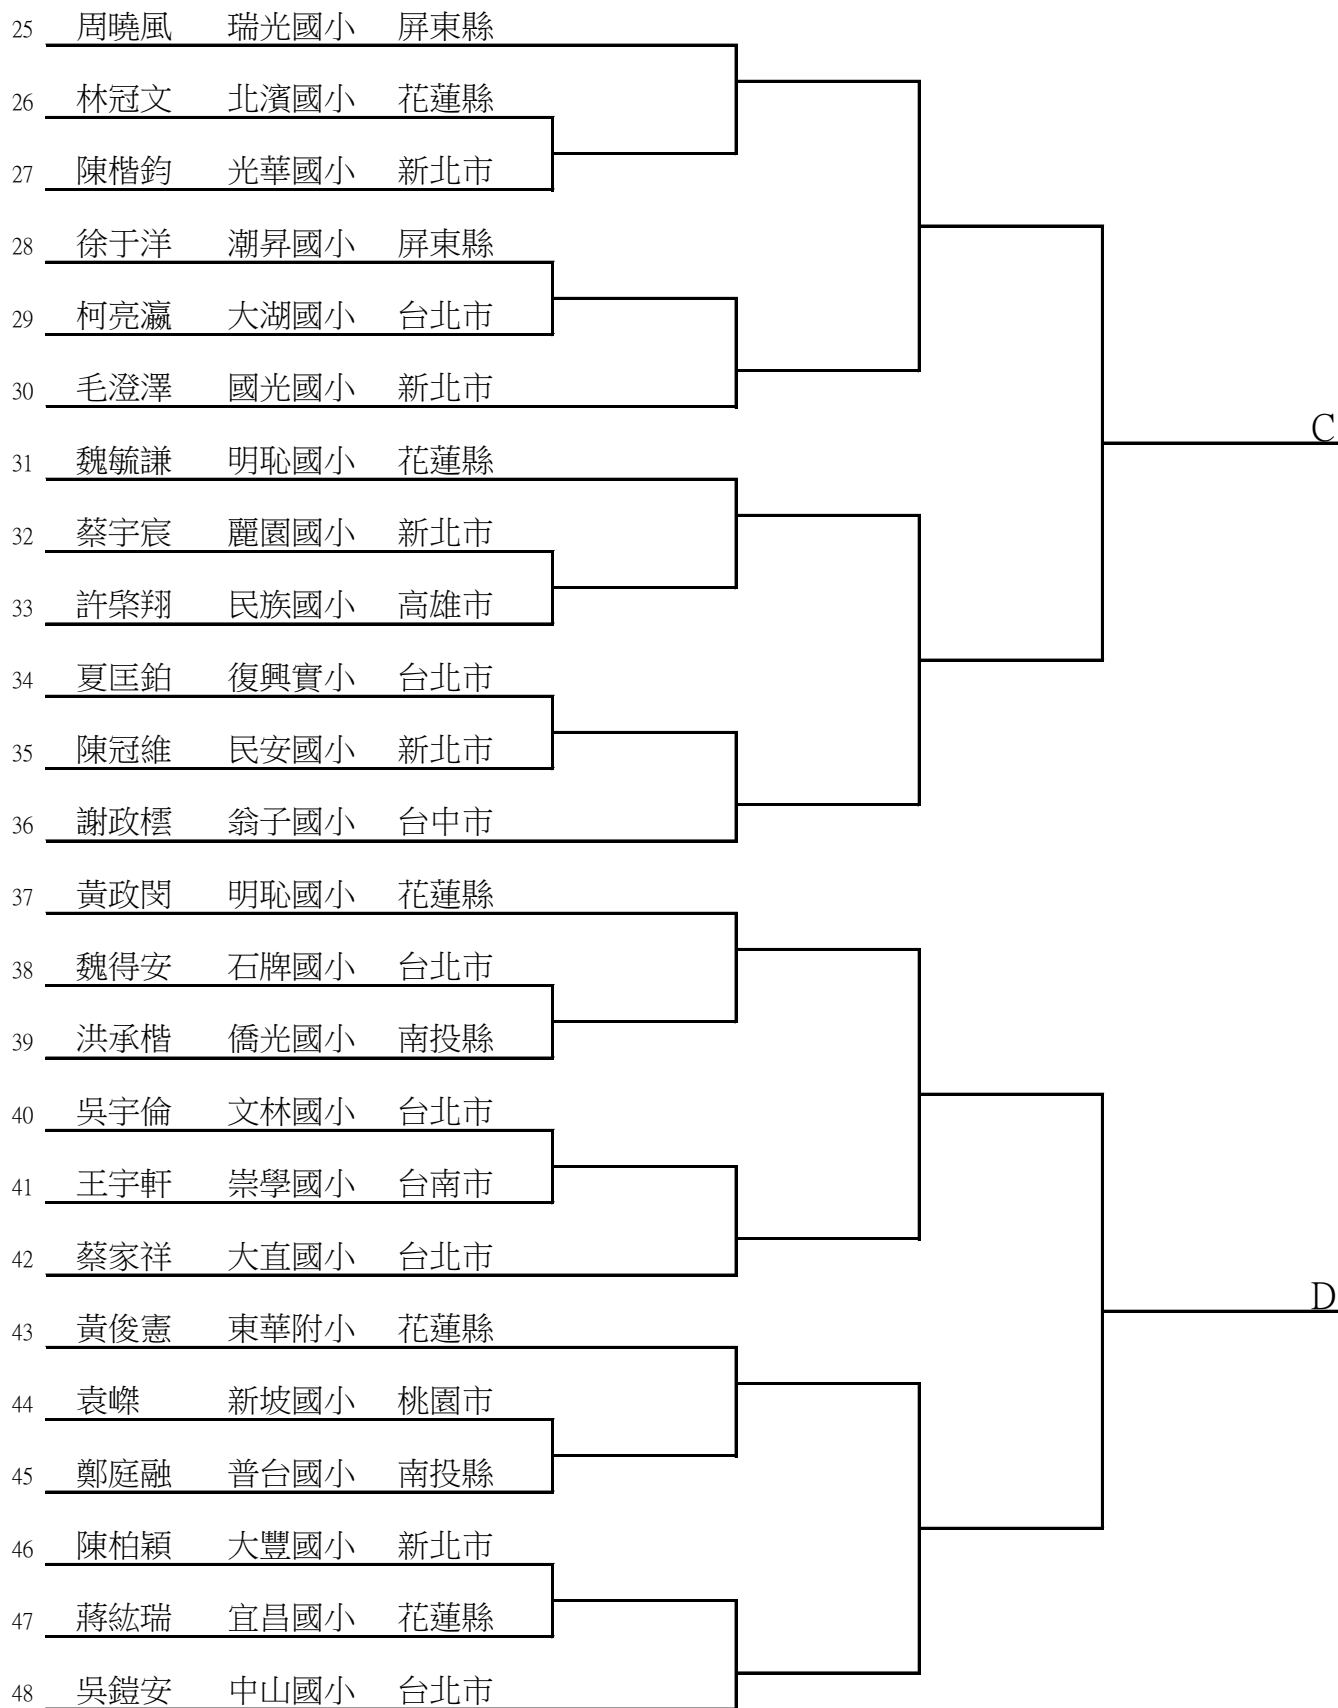 25 周曉風 瑞光國小 屏東縣
26 林冠文 北濱國小 花蓮縣
27 陳楷鈞 光華國小 新北市
28 徐于洋 潮昇國小 屏東縣
29 柯亮瀛 大湖國小 台北市
30 毛澄澤 國光國小 新北市
C
31 魏毓謙 明恥國小 花蓮縣
32 蔡宇宸 麗園國小 新北市
33 許棨翔 民族國小 高雄市
34 夏匡鉑 復興實小 台北市
35 陳冠維 民安國小 新北市
36 謝政橒 翁子國小 台中市
37 黃政閔 明恥國小 花蓮縣
38 魏得安 石牌國小 台北市
39 洪承楷 僑光國小 南投縣
40 吳宇倫 文林國小 台北市
41 王宇軒 崇學國小 台南市
42 蔡家祥 大直國小 台北市
D
43 黃俊憲 東華附小 花蓮縣
44 袁嵥 新坡國小 桃園市
45 鄭庭融 普台國小 南投縣
46 陳柏穎 大豐國小 新北市
47 蔣紘瑞 宜昌國小 花蓮縣
48 吳鎧安 中山國小 台北市